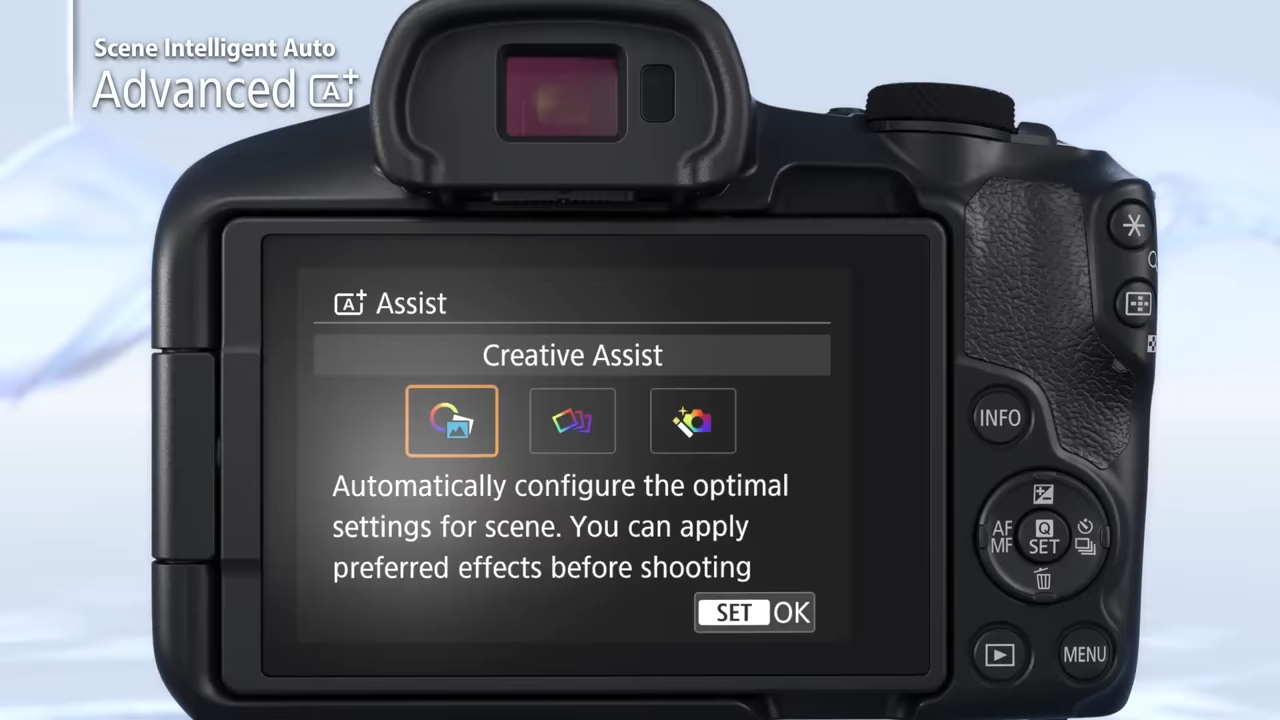 Scene Intelligent Auto
Advanced A+
A+ Assist
Creative Assist
Automatically configure the optimal
settings for scene. You can apply
preferred effects before shooting
SET OK
INFO
AF
MF
Q
SET
MENU